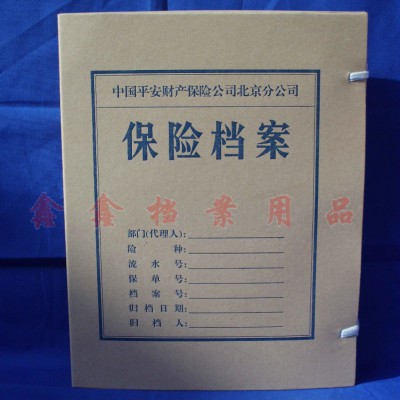 中国平安财产保险公司北京分公司
保险档案
鑫鑫档案用品
部门(代理人):
险种:
流水号:
保单号:
档案号:
归档日期:
归档人: